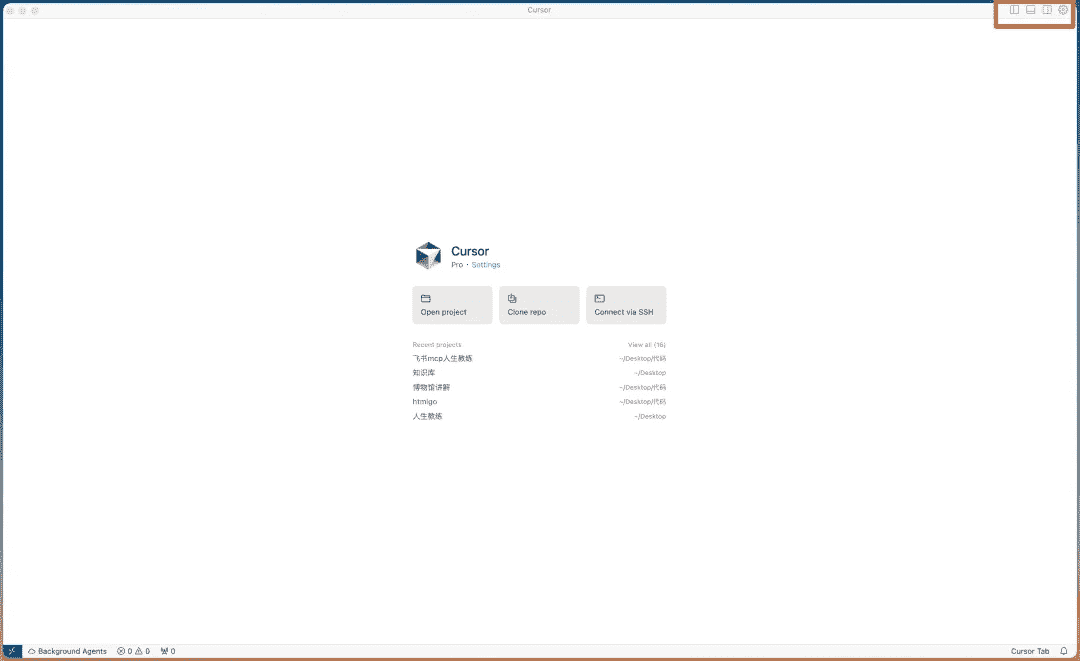 Cursor
Cursor
Pro • Settings
Open project
Clone repo
Connect via SSH
Recent projects
View all (16)
飞书mcp人生教练
~/Desktop/代码
知识库
~/Desktop
博物馆讲解
~/Desktop/代码
htmlgo
~/Desktop/代码
人生教练
~/Desktop
Background Agents
0
0
0
Cursor Tab